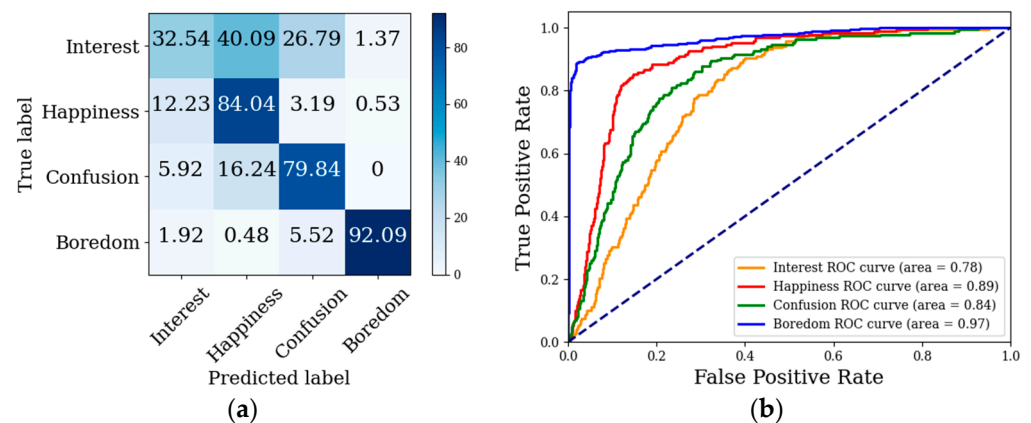 Interest 32.54 40.09 26.79 1.37
Happiness 12.23 84.04 3.19 0.53
Confusion 5.92 16.24 79.84 0
Boredom 1.92 0.48 5.52 92.09
True label
Interest Happiness Confusion Boredom
Predicted label
80
60
40
20
0
(a)
1.0
0.8
0.6
0.4
0.2
0.0
True Positive Rate
Interest ROC curve (area = 0.78)
Happiness ROC curve (area = 0.89)
Confusion ROC curve (area = 0.84)
Boredom ROC curve (area = 0.97)
0.0 0.2 0.4 0.6 0.8 1.0
False Positive Rate
(b)